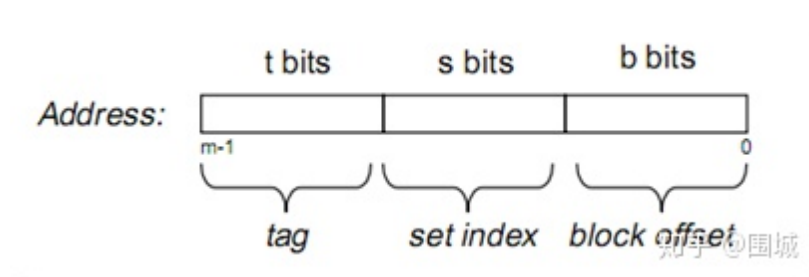 t bits s bits b bits
Address:
m-1 0
tag set index block offset
知乎 @围城